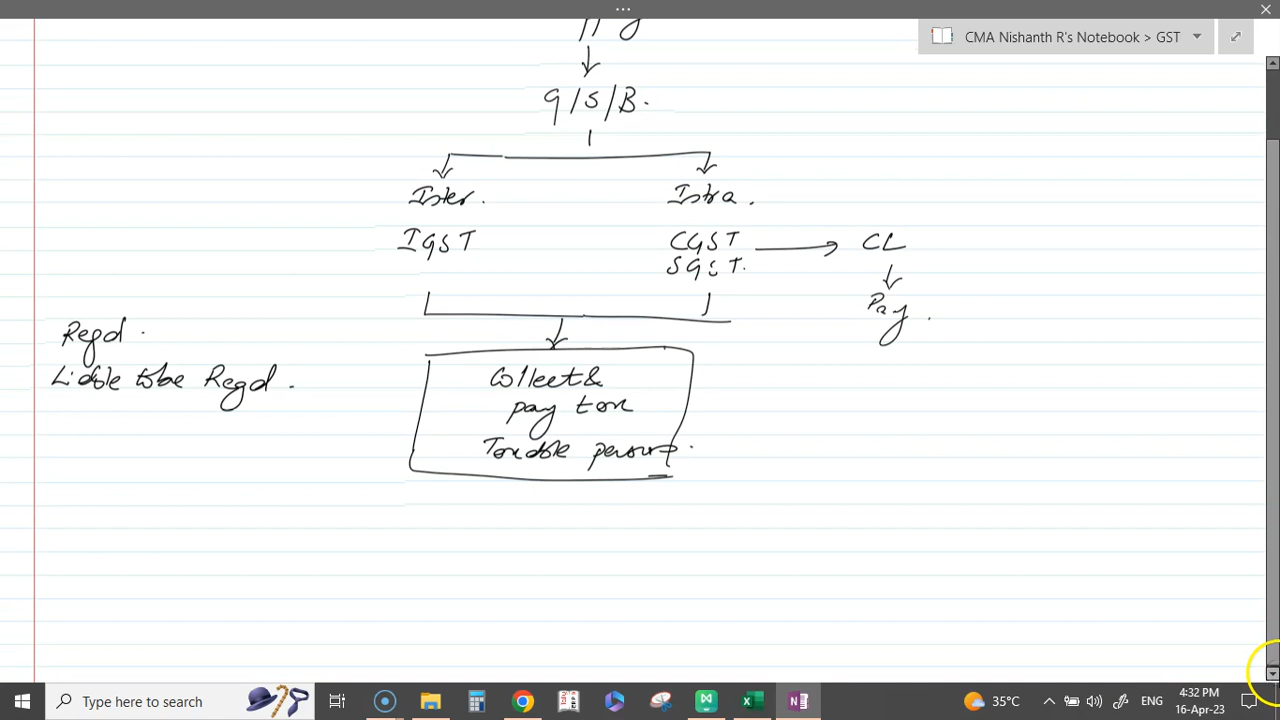 CMA Nishanth R's Notebook > GST
G/S/B.
Inter.
Intra.
IGST
CGST
CL
SGST.
Pay.
Regd.
Liable to be Regd.
Collect &
pay tax
Taxable person.
Type here to search
35°C
ENG
4:32 PM
16-Apr-23